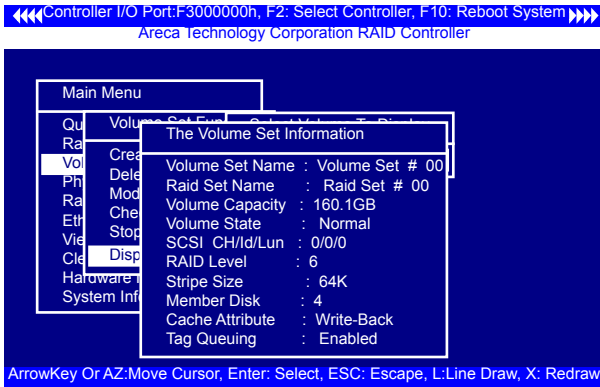 Controller I/O Port:F3000000h, F2: Select Controller, F10: Reboot System
Areca Technology Corporation RAID Controller
Main Menu
Volume Set Fun
Select Volume To Display
The Volume Set Information
Qu
Ra
Vol
Ph
Ra
Eth
Vie
Cle
Hardware
System Inf
Crea
Dele
Mod
Che
Stop
Disp
Volume Set Name : Volume Set # 00
Raid Set Name : Raid Set # 00
Volume Capacity : 160.1GB
Volume State : Normal
SCSI CH/Id/Lun : 0/0/0
RAID Level : 6
Stripe Size : 64K
Member Disk : 4
Cache Attribute : Write-Back
Tag Queuing : Enabled
ArrowKey Or AZ:Move Cursor, Enter: Select, ESC: Escape, L:Line Draw, X: Redraw